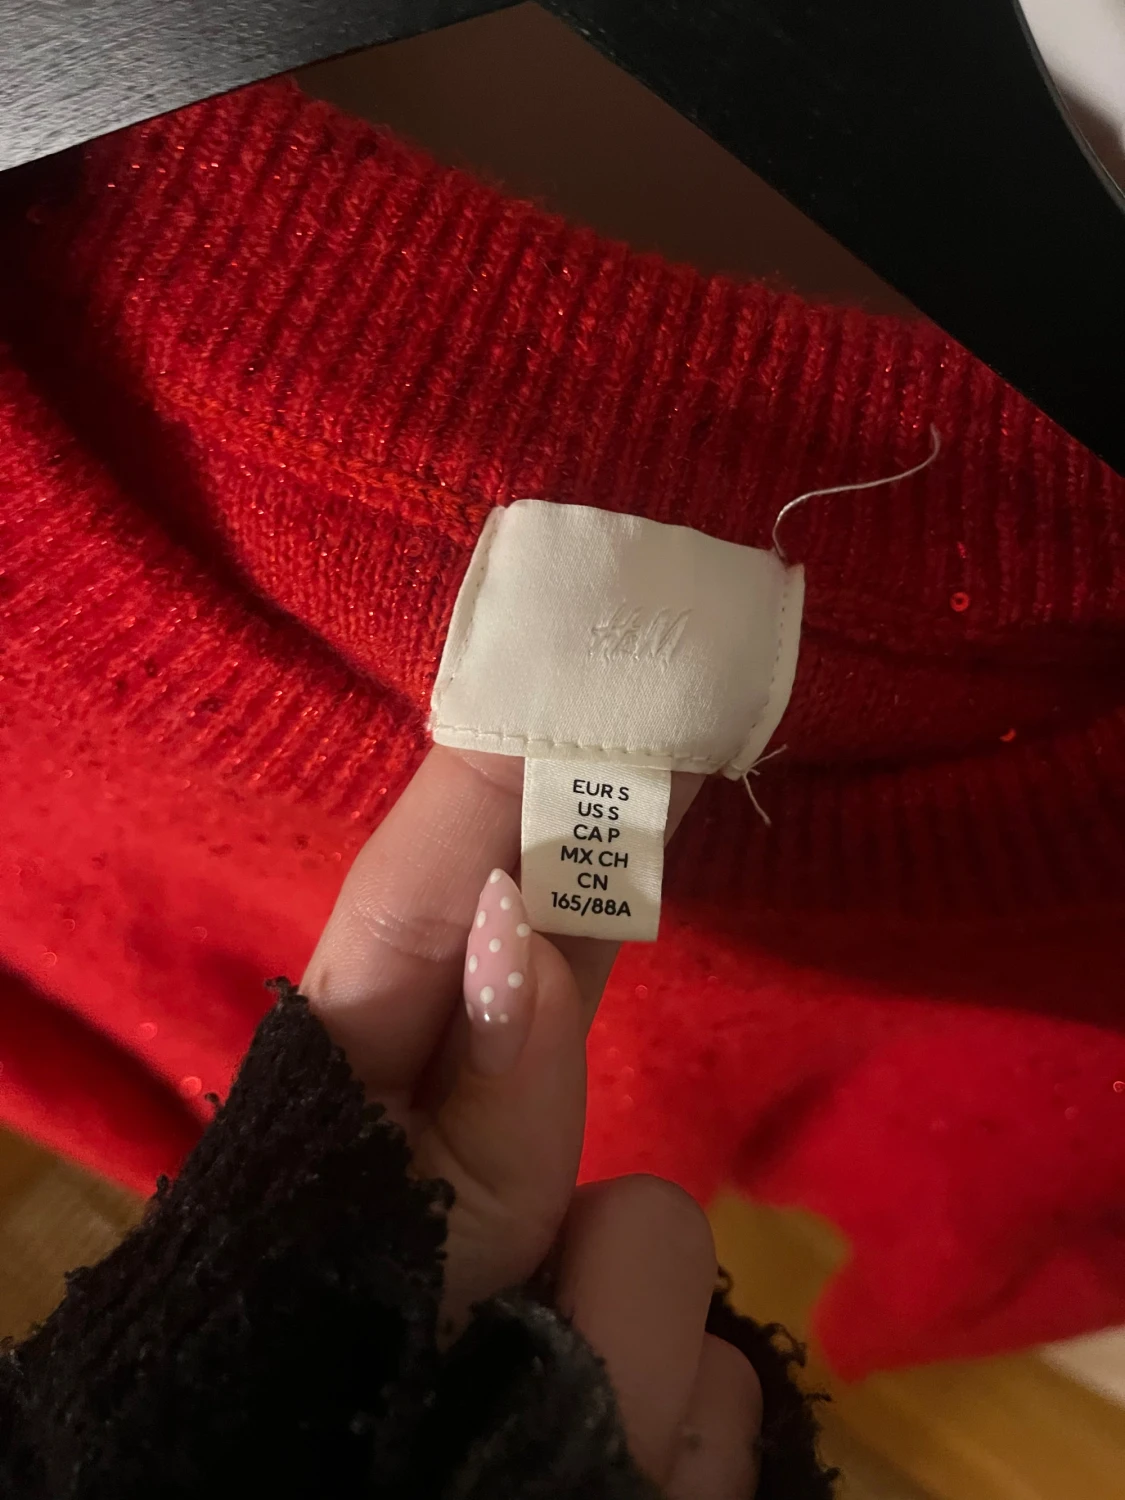 H&M
EUR S
US S
CA P
MX CH
CN
165/88A